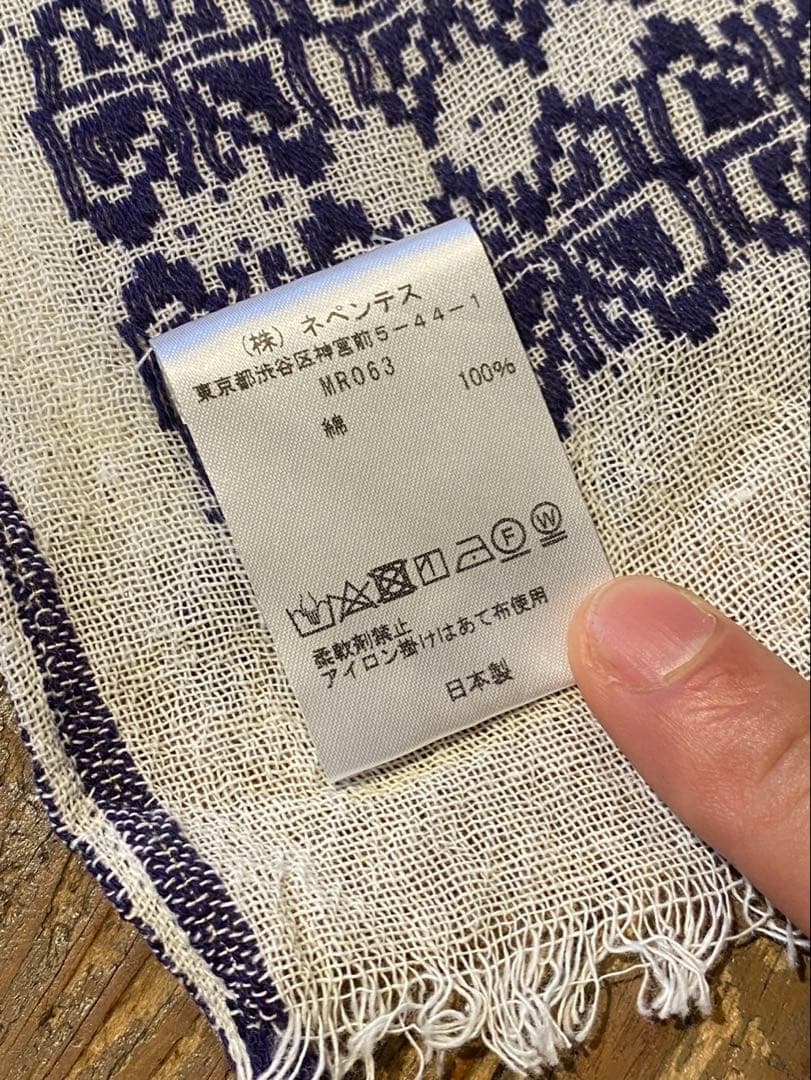 (株)ネペンテス
東京都渋谷区神宮前5-44-1
MR063
綿 100%
F W
柔軟剤禁止
アイロン掛けはあて布使用
日本製